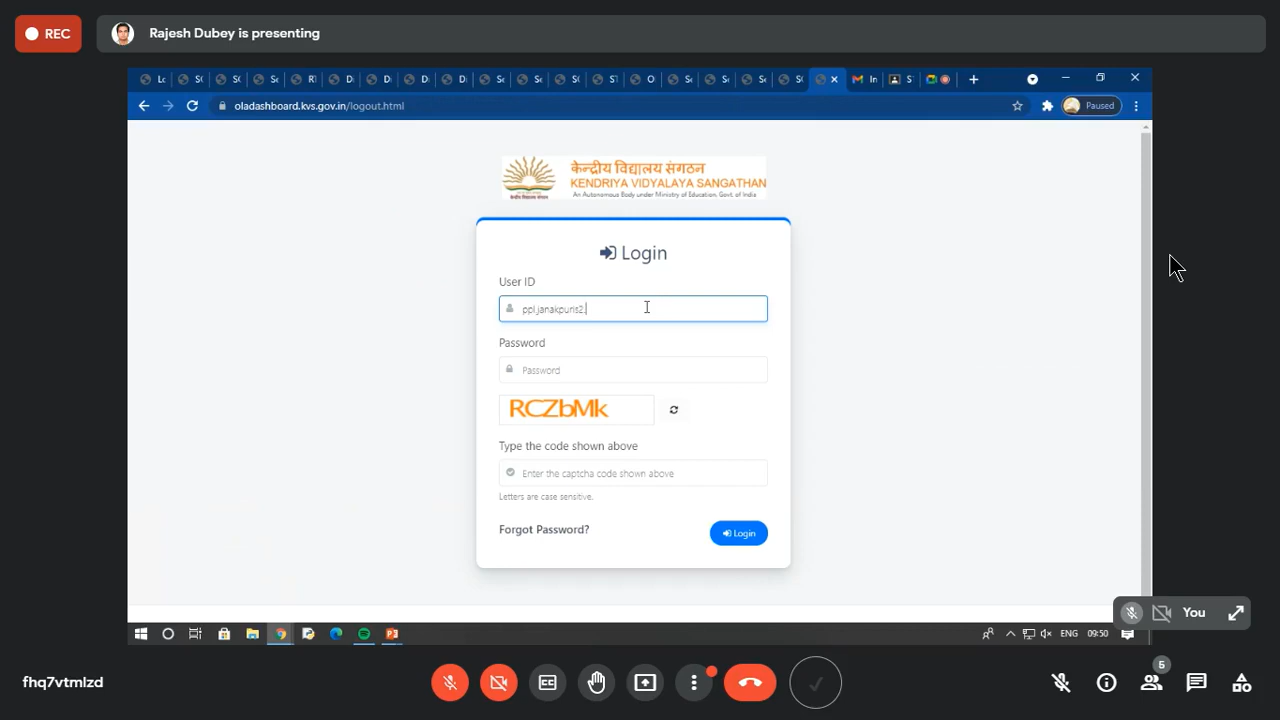 REC
Rajesh Dubey is presenting
In
oladashboard.kvs.gov.in/logout.html
Paused
केन्द्रीय विद्यालय संगठन
KENDRIYA VIDYALAYA SANGATHAN
An Autonomous Body under Ministry of Education, Govt. of India
Login
User ID
ppl.janakpuris2.
Password
Password
RCZbMk
Type the code shown above
Enter the captcha code shown above
Letters are case sensitive.
Forgot Password?
Login
You
ENG
09:50
fhq7vtmlzd
CC
5